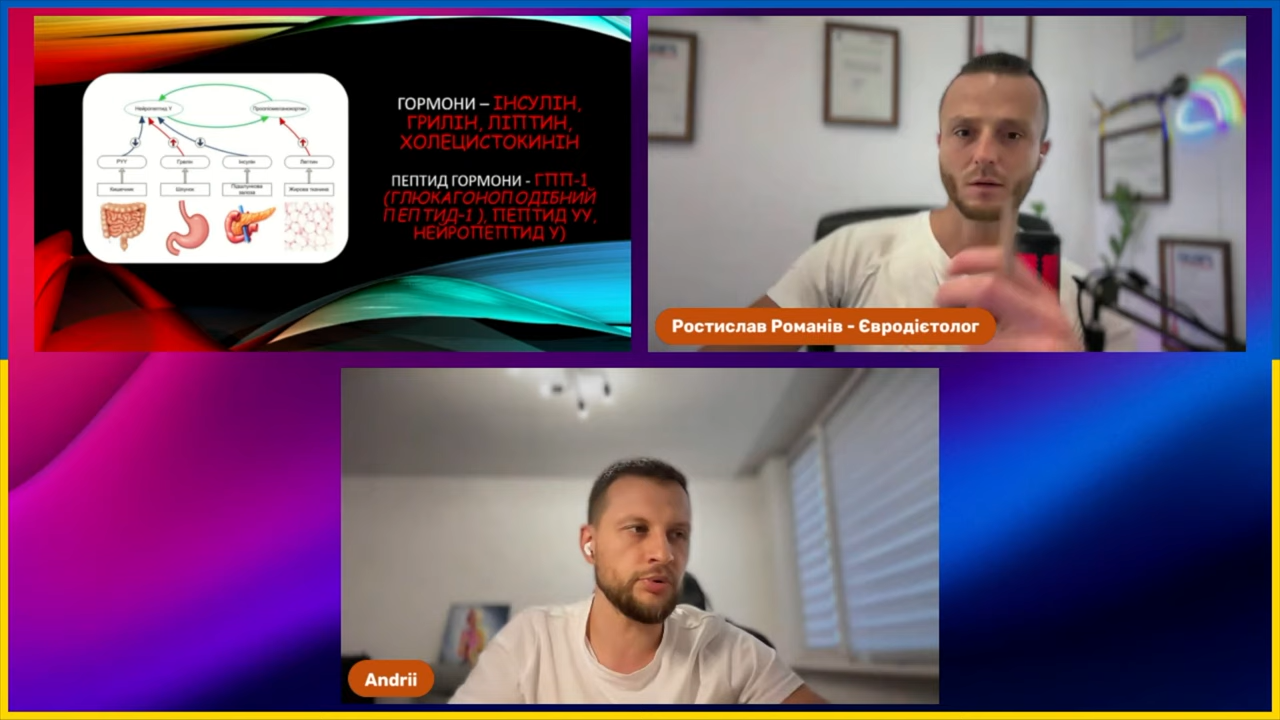 Нейропептид Y
Проопіомеланокортин
PYY
Грелін
Інсулін
Лептин
Кишечник
Шлунок
Підшлункова
залоза
Жирова тканина
ГОРМОНИ – ІНСУЛІН,
ГРИЛІН, ЛІПТИН,
ХОЛЕЦИСТОКИНІН
ПЕПТИД ГОРМОНИ - ГПП-1
(ГЛЮКАГОНОПОДІБНИЙ
ПЕПТИД-1 ), ПЕПТИД YY,
НЕЙРОПЕПТИД Y)
Ростислав Романів - Євродієтолог
Andrii